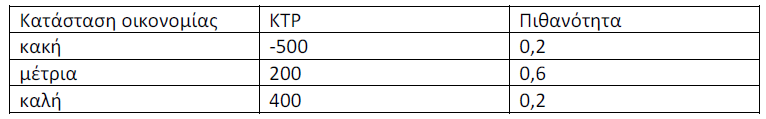 Κατάσταση οικονομίας ΚΤΡ Πιθανότητα
κακή -500 0,2
μέτρια 200 0,6
καλή 400 0,2